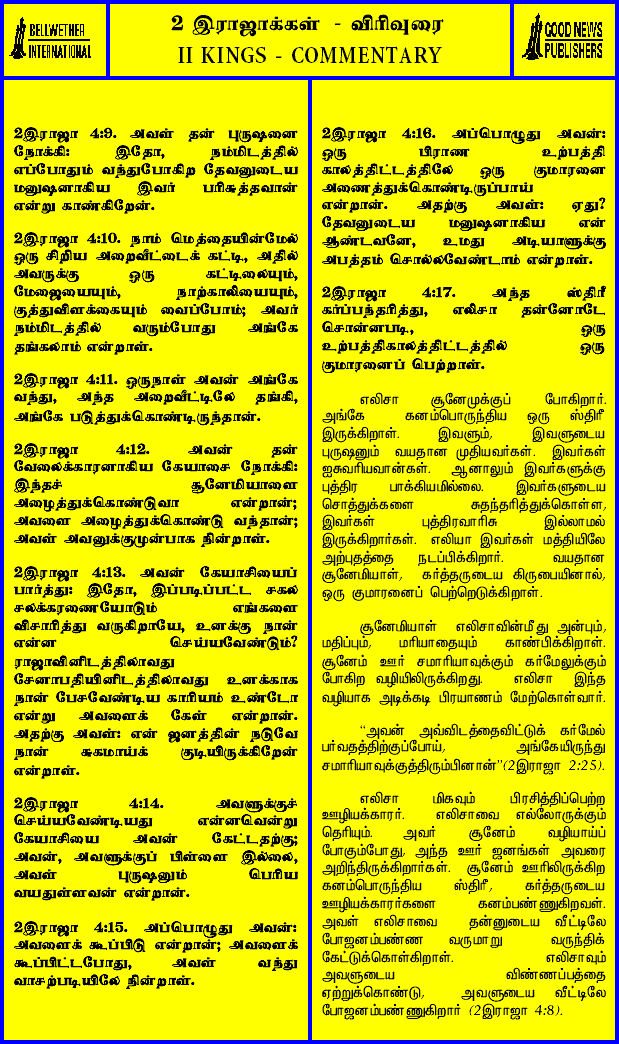 BELLWETHER
INTERNATIONAL
2 இராஜாக்கள் - விரிவுரை
II KINGS - COMMENTARY
GOOD NEWS
PUBLISHERS
2இராஜா 4:9. அவள் தன் புருஷனை
நோக்கி: இதோ, நம்மிடத்தில்
எப்போதும் வந்துபோகிற தேவனுடைய
மனுஷனாகிய இவர் பரிசுத்தவான்
என்று காண்கிறேன்.
2இராஜா 4:10. நாம் மெத்தையின்மேல்
ஒரு சிறிய அறைவீட்டைக் கட்டி, அதில்
அவருக்கு ஒரு கட்டிலையும்,
மேஜையையும், நாற்காலியையும்,
குத்துவிளக்கையும் வைப்போம்; அவர்
நம்மிடத்தில் வரும்போது அங்கே
தங்கலாம் என்றாள்.
2இராஜா 4:11. ஒருநாள் அவன் அங்கே
வந்து, அந்த அறைவீட்டிலே தங்கி,
அங்கே படுத்துக்கொண்டிருந்தான்.
2இராஜா 4:12. அவன் தன்
வேலைக்காரனாகிய கேயாசை நோக்கி:
இந்தச் சூனேமியாளை
அழைத்துக்கொண்டுவா என்றான்;
அவளை அழைத்துக்கொண்டு வந்தான்;
அவள் அவனுக்குமுன்பாக நின்றாள்.
2இராஜா 4:13. அவன் கேயாசியைப்
பார்த்து: இதோ, இப்படிப்பட்ட சகல
சலக்கரணையோடும் எங்களை
விசாரித்து வருகிறாயே, உனக்கு நான்
என்ன செய்யவேண்டும்?
ராஜாவினிடத்திலாவது
சேனாபதியினிடத்திலாவது உனக்காக
நான் பேசவேண்டிய காரியம் உண்டோ
என்று அவளைக் கேள் என்றான்.
அதற்கு அவள்: என் ஜனத்தின் நடுவே
நான் சுகமாய்க் குடியிருக்கிறேன்
என்றாள்.
2இராஜா 4:14. அவளுக்குச்
செய்யவேண்டியது என்னவென்று
கேயாசியை அவன் கேட்டதற்கு;
அவன், அவளுக்குப் பிள்ளை இல்லை,
அவள் புருஷனும் பெரிய
வயதுள்ளவன் என்றான்.
2இராஜா 4:15. அப்பொழுது அவன்:
அவளைக் கூப்பிடு என்றான்; அவளைக்
கூப்பிட்டபோது, அவள் வந்து
வாசற்படியிலே நின்றாள்.
2இராஜா 4:16. அப்பொழுது அவன்:
ஒரு பிராண உற்பத்தி
காலத்திட்டத்திலே ஒரு குமாரனை
அணைத்துக்கொண்டிருப்பாய்
என்றான். அதற்கு அவள்: ஏது?
தேவனுடைய மனுஷனாகிய என்
ஆண்டவனே, உமது அடியாளுக்கு
அபத்தம் சொல்லவேண்டாம் என்றாள்.
2இராஜா 4:17. அந்த ஸ்திரீ
கர்ப்பந்தரித்து, எலிசா தன்னோடே
சொன்னபடி, ஒரு
உற்பத்திகாலத்திட்டத்தில் ஒரு
குமாரனைப் பெற்றாள்.
எலிசா சூனேமுக்குப் போகிறார்.
அங்கே கனம்பொருந்திய ஒரு ஸ்திரீ
இருக்கிறாள். இவளும், இவளுடைய
புருஷனும் வயதான முதியவர்கள். இவர்கள்
ஐசுவரியவான்கள். ஆனாலும் இவர்களுக்கு
புத்திர பாக்கியமில்லை. இவர்களுடைய
சொத்துக்களை சுதந்தரித்துக்கொள்ள,
இவர்கள் புத்திரவாரிசு இல்லாமல்
இருக்கிறார்கள். எலியா இவர்கள் மத்தியிலே
அற்புதத்தை நடப்பிக்கிறார். வயதான
சூனேமியாள், கர்த்தருடைய கிருபையினால்,
ஒரு குமாரனைப் பெற்றெடுக்கிறாள்.
சூனேமியாள் எலிசாவின்மீது அன்பும்,
மதிப்பும், மரியாதையும் காண்பிக்கிறாள்.
சூனேம் ஊர் சமாரியாவுக்கும் கர்மேலுக்கும்
போகிற வழியிலிருக்கிறது. எலிசா இந்த
வழியாக அடிக்கடி பிரயாணம் மேற்கொள்வார்.
“அவன் அவ்விடத்தைவிட்டுக் கர்மேல்
பர்வதத்திற்குப்போய், அங்கேயிருந்து
சமாரியாவுக்குத்திரும்பினான்”(2இராஜா 2:25).
எலிசா மிகவும் பிரசித்திப்பெற்ற
ஊழியக்காரர். எலிசாவை எல்லோருக்கும்
தெரியும். அவர் சூனேம் வழியாய்ப்
போகும்போது, அந்த ஊர் ஜனங்கள் அவரை
அறிந்திருக்கிறார்கள். சூனேம் ஊரிலிருக்கிற
கனம்பொருந்திய ஸ்திரீ, கர்த்தருடைய
ஊழியக்காரர்களை கனம்பண்ணுகிறவள்.
அவள் எலிசாவை தன்னுடைய வீட்டிலே
போஜனம்பண்ண வருமாறு வருந்திக்
கேட்டுக்கொள்கிறாள். எலிசாவும்
அவளுடைய விண்ணப்பத்தை
ஏற்றுக்கொண்டு, அவளுடைய வீட்டிலே
போஜனம்பண்ணுகிறார் (2இராஜா 4:8).